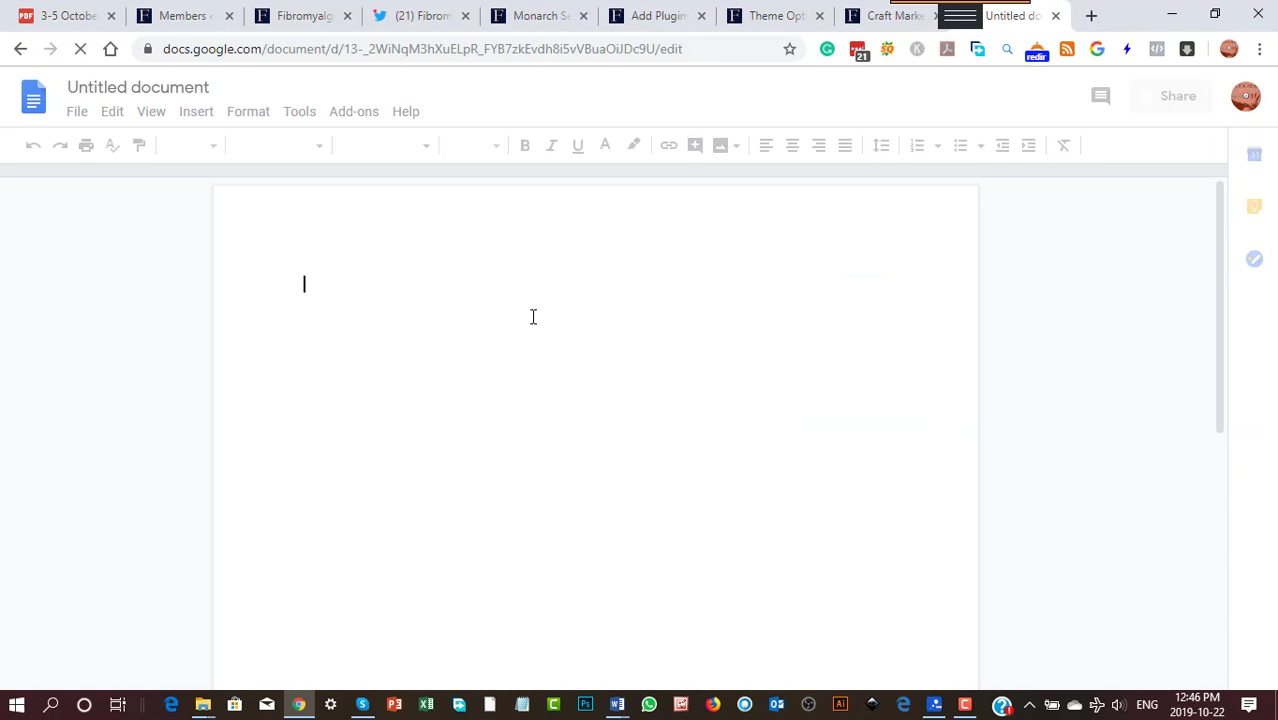 3-5 Octobe
Members
Fibromyalg
(21) Fibrom
Monarch Se
Add Plugin
Theme Opt
Craft Marke
Untitled do
docs.google.com/document/d/13-_2WiNqM3hXuELpR_FYB7zkEvdh8i5vVBuaOiJDc9U/edit
21
redir
Untitled document
File Edit View Insert Format Tools Add-ons Help
Share
12:46 PM
ENG
2019-10-22